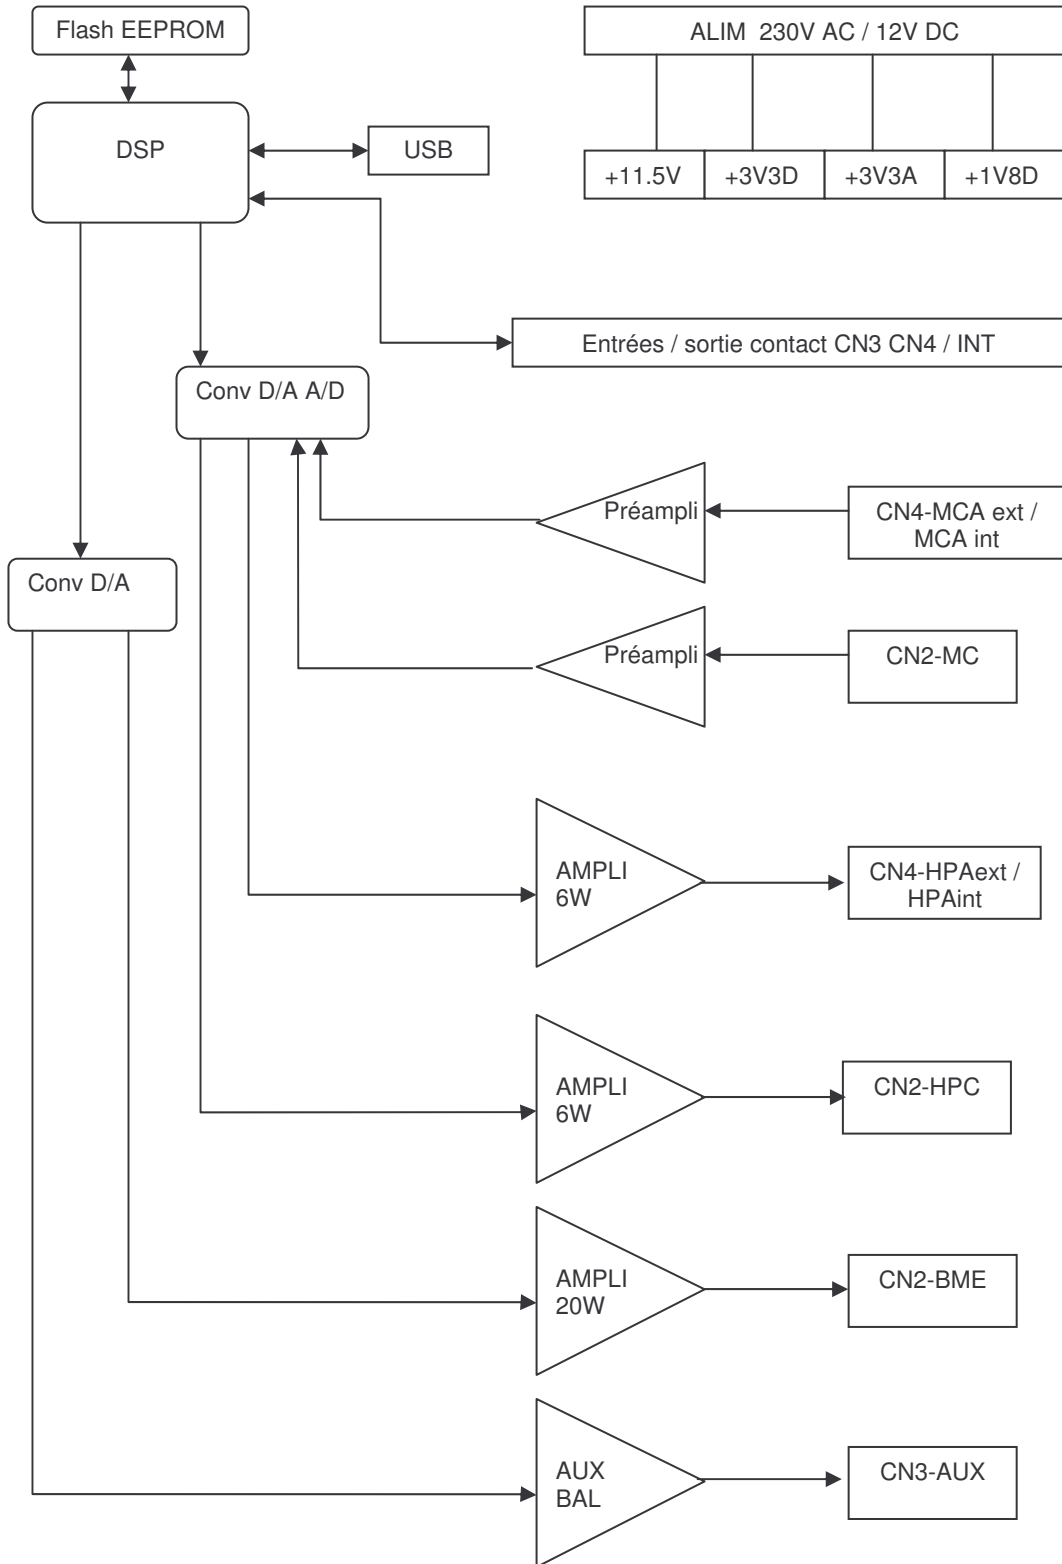 Flash EEPROM
ALIM 230V AC / 12V DC
DSP
USB
+11.5V
+3V3D
+3V3A
+1V8D
Entrées / sortie contact CN3 CN4 / INT
Conv D/A A/D
Préampli
CN4-MCA ext /
MCA int
Conv D/A
Préampli
CN2-MC
AMPLI
6W
CN4-HPAext /
HPAint
AMPLI
6W
CN2-HPC
AMPLI
20W
CN2-BME
AUX
BAL
CN3-AUX